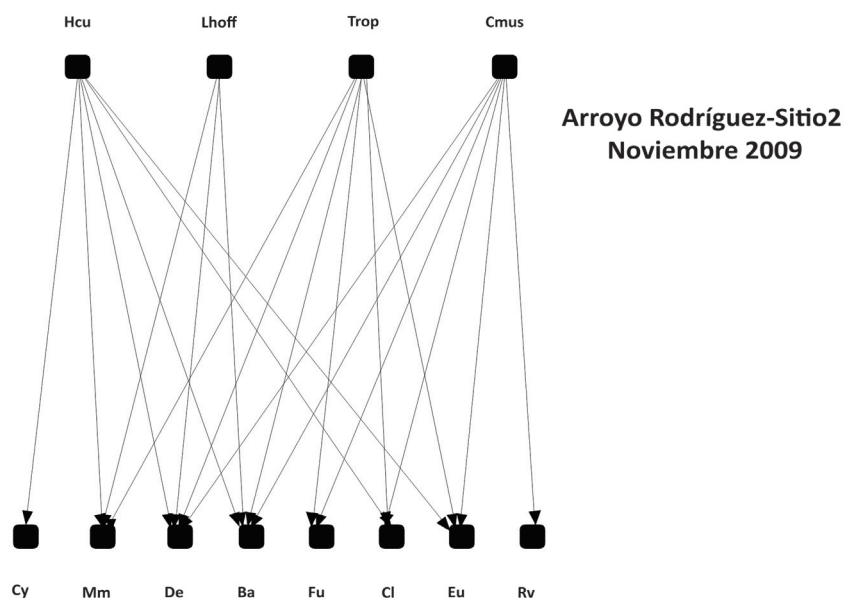 Hcu Lhoff Trop Cmus
Arroyo Rodríguez-Sitio2
Noviembre 2009
Cy Mm De Ba Fu Cl Eu Rv